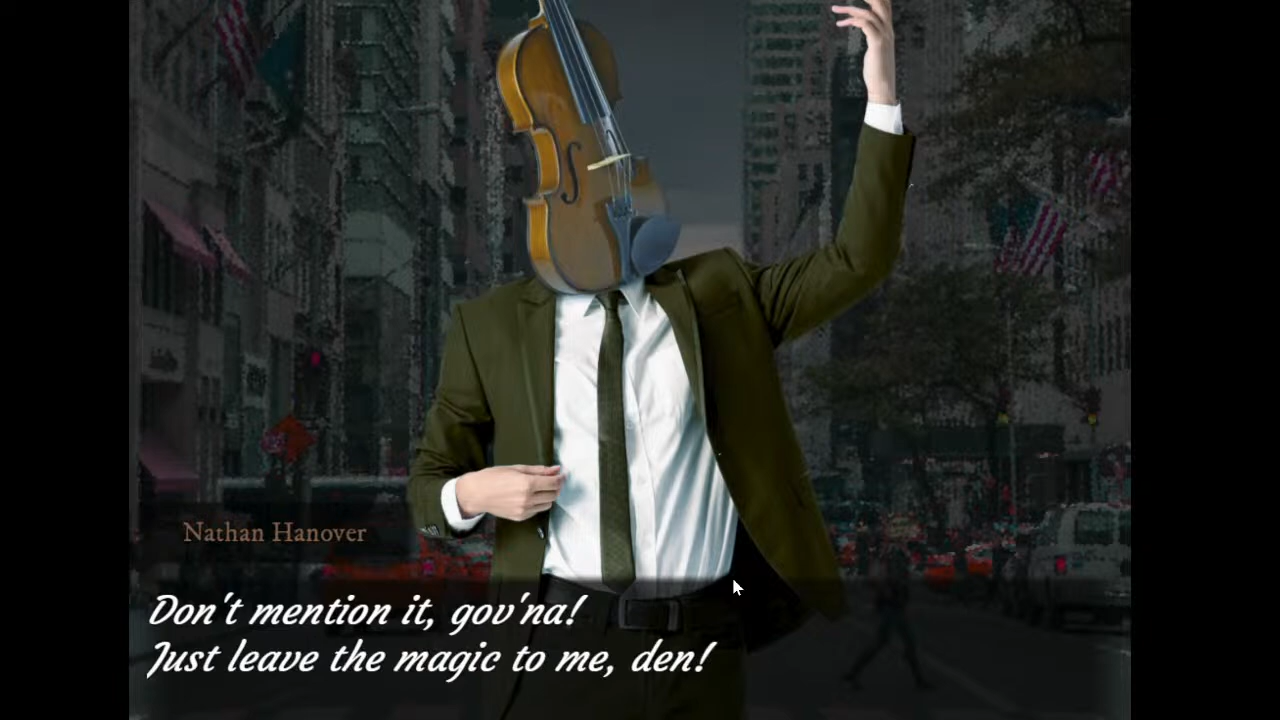 Nathan Hanover
Don't mention it, gov'na!
Just leave the magic to me, den!